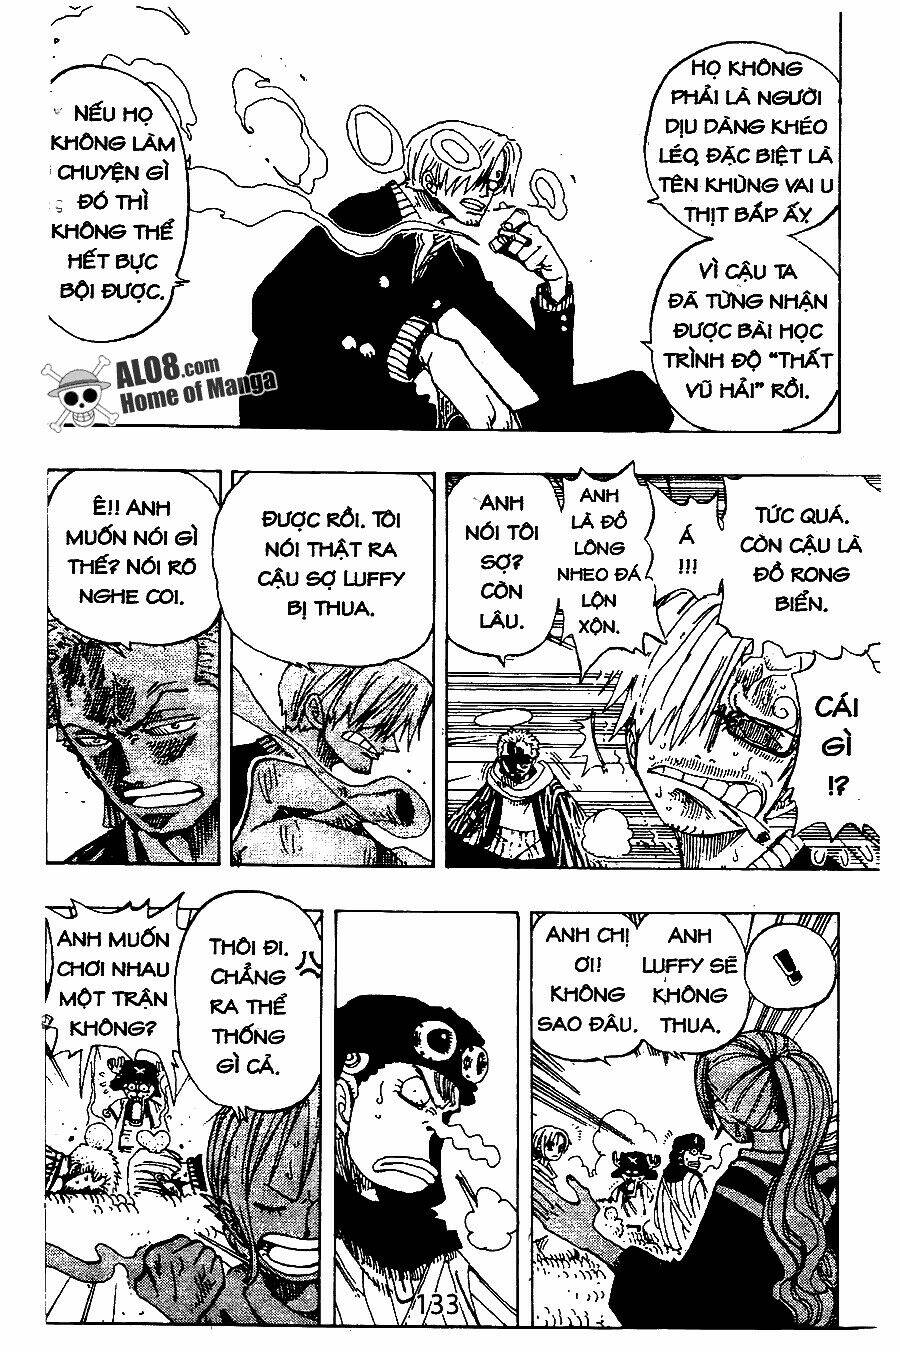 HỌ KHÔNG
PHẢI LÀ NGƯỜI
DỊU DÀNG KHÉO
LÉO, ĐẶC BIỆT LÀ
TÊN KHÙNG VAI U
THỊT BẮP ẤY.
VÌ CẬU TA
ĐÃ TỪNG NHẬN
ĐƯỢC BÀI HỌC
TRÌNH ĐỘ "THẤT
VŨ HẢI" RỒI.
NẾU HỌ
KHÔNG LÀM
CHUYỆN GÌ
ĐÓ THÌ
KHÔNG THỂ
HẾT BỰC
BỘI ĐƯỢC.
ALO8.com
Home of Manga
TỨC QUÁ.
CÒN CẬU LÀ
ĐỒ RONG
BIỂN.
Á
!!!
CÁI
GÌ
!?
ANH
LÀ ĐỒ
LÔNG
NHEO ĐÁ
LỘN
XỘN.
ANH
NÓI TÔI
SỢ?
CÒN
LÂU.
ĐƯỢC RỒI. TÔI
NÓI THẬT RA
CẬU SỢ LUFFY
BỊ THUA.
Ê!! ANH
MUỐN NÓI GÌ
THẾ? NÓI RÕ
NGHE COI.
!
ANH
LUFFY SẼ
KHÔNG
THUA.
ANH CHỊ
ƠI!
KHÔNG
SAO ĐÂU.
THÔI ĐI.
CHẲNG
RA THỂ
THỐNG
GÌ CẢ.
ANH MUỐN
CHƠI NHAU
MỘT TRẬN
KHÔNG?
133